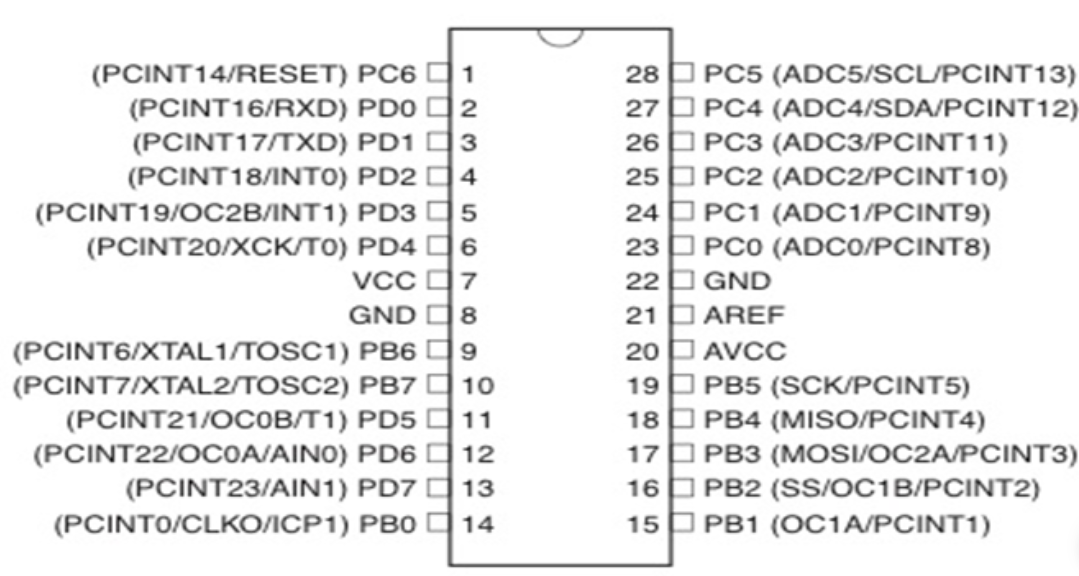 (PCINT14/RESET) PC6 1
(PCINT16/RXD) PD0 2
(PCINT17/TXD) PD1 3
(PCINT18/INT0) PD2 4
(PCINT19/OC2B/INT1) PD3 5
(PCINT20/XCK/T0) PD4 6
VCC 7
GND 8
(PCINT6/XTAL1/TOSC1) PB6 9
(PCINT7/XTAL2/TOSC2) PB7 10
(PCINT21/OC0B/T1) PD5 11
(PCINT22/OC0A/AIN0) PD6 12
(PCINT23/AIN1) PD7 13
(PCINT0/CLKO/ICP1) PB0 14
28 PC5 (ADC5/SCL/PCINT13)
27 PC4 (ADC4/SDA/PCINT12)
26 PC3 (ADC3/PCINT11)
25 PC2 (ADC2/PCINT10)
24 PC1 (ADC1/PCINT9)
23 PC0 (ADC0/PCINT8)
22 GND
21 AREF
20 AVCC
19 PB5 (SCK/PCINT5)
18 PB4 (MISO/PCINT4)
17 PB3 (MOSI/OC2A/PCINT3)
16 PB2 (SS/OC1B/PCINT2)
15 PB1 (OC1A/PCINT1)